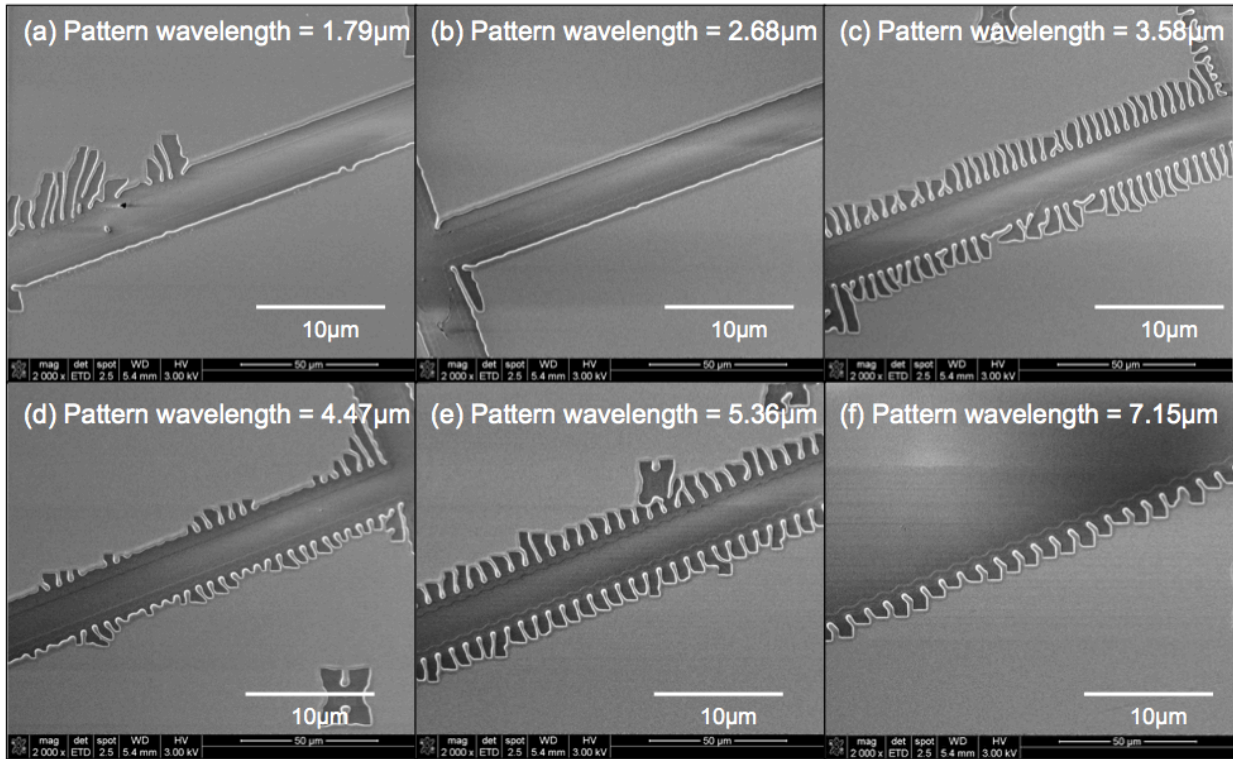 (a) Pattern wavelength = 1.79µm
(b) Pattern wavelength = 2.68µm
(c) Pattern wavelength = 3.58µm
10µm
10µm
10µm
mag det spot WD HV
2 000 x ETD 2.5 5.4 mm 3.00 kV
50 µm
mag det spot WD HV
2 000 x ETD 2.5 5.4 mm 3.00 kV
50 µm
mag det spot WD HV
2 000 x ETD 2.5 5.4 mm 3.00 kV
50 µm
(d) Pattern wavelength = 4.47µm
(e) Pattern wavelength = 5.36µm
(f) Pattern wavelength = 7.15µm
10µm
10µm
10µm
mag det spot WD HV
2 000 x ETD 2.5 5.4 mm 3.00 kV
50 µm
mag det spot WD HV
2 000 x ETD 2.5 5.4 mm 3.00 kV
50 µm
mag det spot WD HV
2 000 x ETD 2.5 5.4 mm 3.00 kV
50 µm